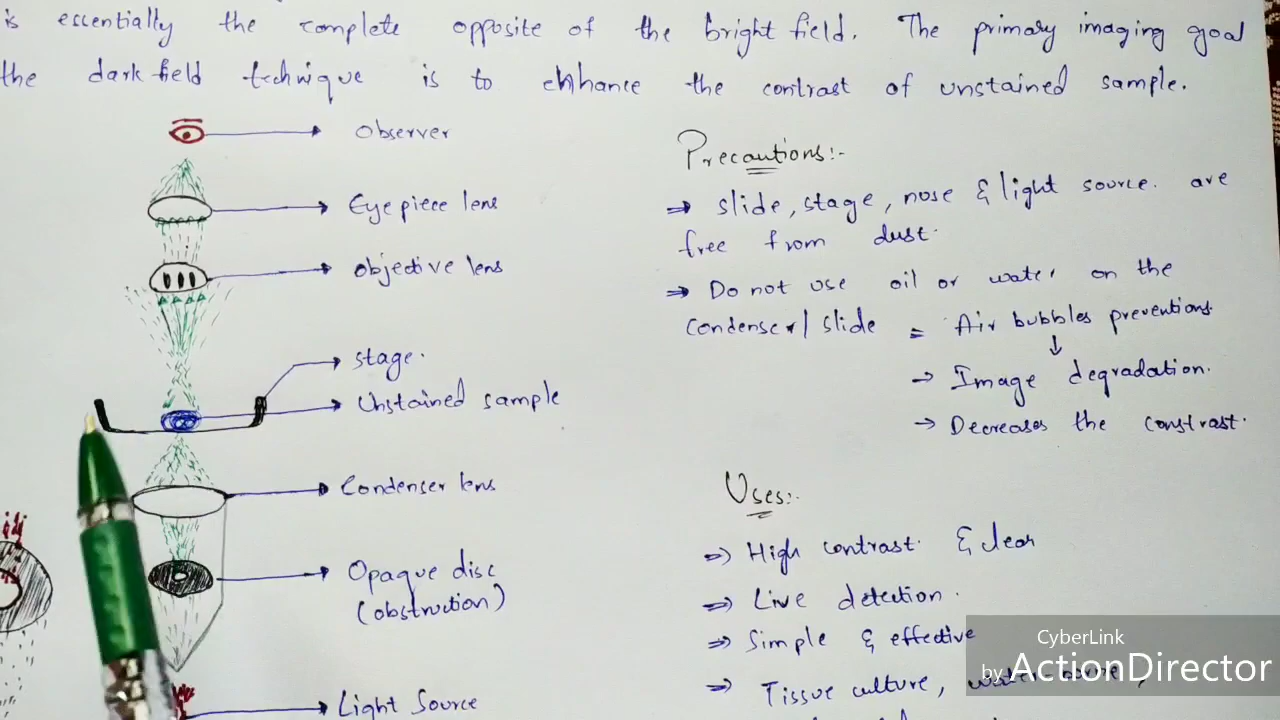 is essentially the complete opposite of the bright field. The primary imaging goal
the dark field technique is to enhance the contrast of unstained sample.
Observer
Eye piece lens
Objective lens
Stage.
Unstained sample
Condenser lens
Opaque disc
(obstruction)
Light Source
Precautions:-
⇒ slide, stage, nose & light source. are
free from dust.
⇒ Do not use oil or water on the
Condenser/slide = Air bubbles preventions.
↓
→ Image degradation.
→ Decreases the constrast.
Uses:-
⇒ High contrast & clear
⇒ Live detection.
⇒ Simple & effective
⇒ Tissue culture,
CyberLink
by ActionDirector